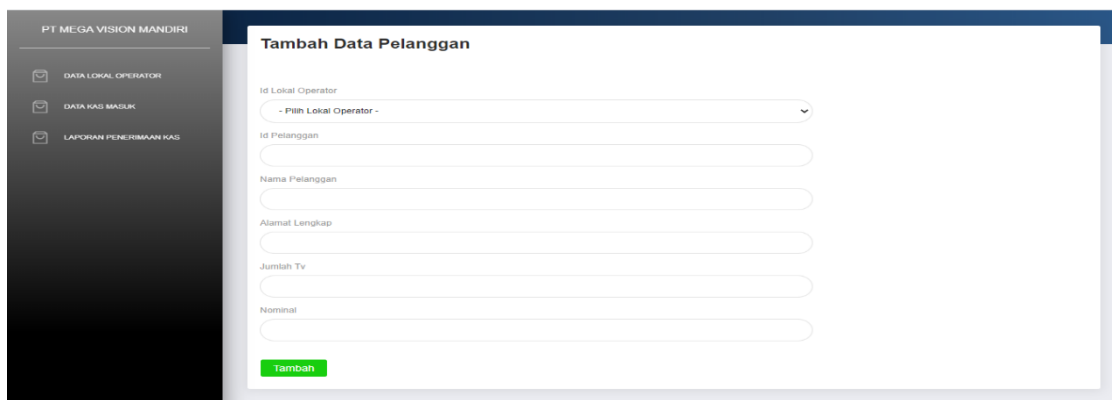 PT MEGA VISION MANDIRI
DATA LOKAL OPERATOR
DATA KAS MASUK
LAPORAN PENERIMAAN KAS
Tambah Data Pelanggan
Id Lokal Operator
- Pilih Lokal Operator -
Id Pelanggan
Nama Pelanggan
Alamat Lengkap
Jumlah Tv
Nominal
Tambah